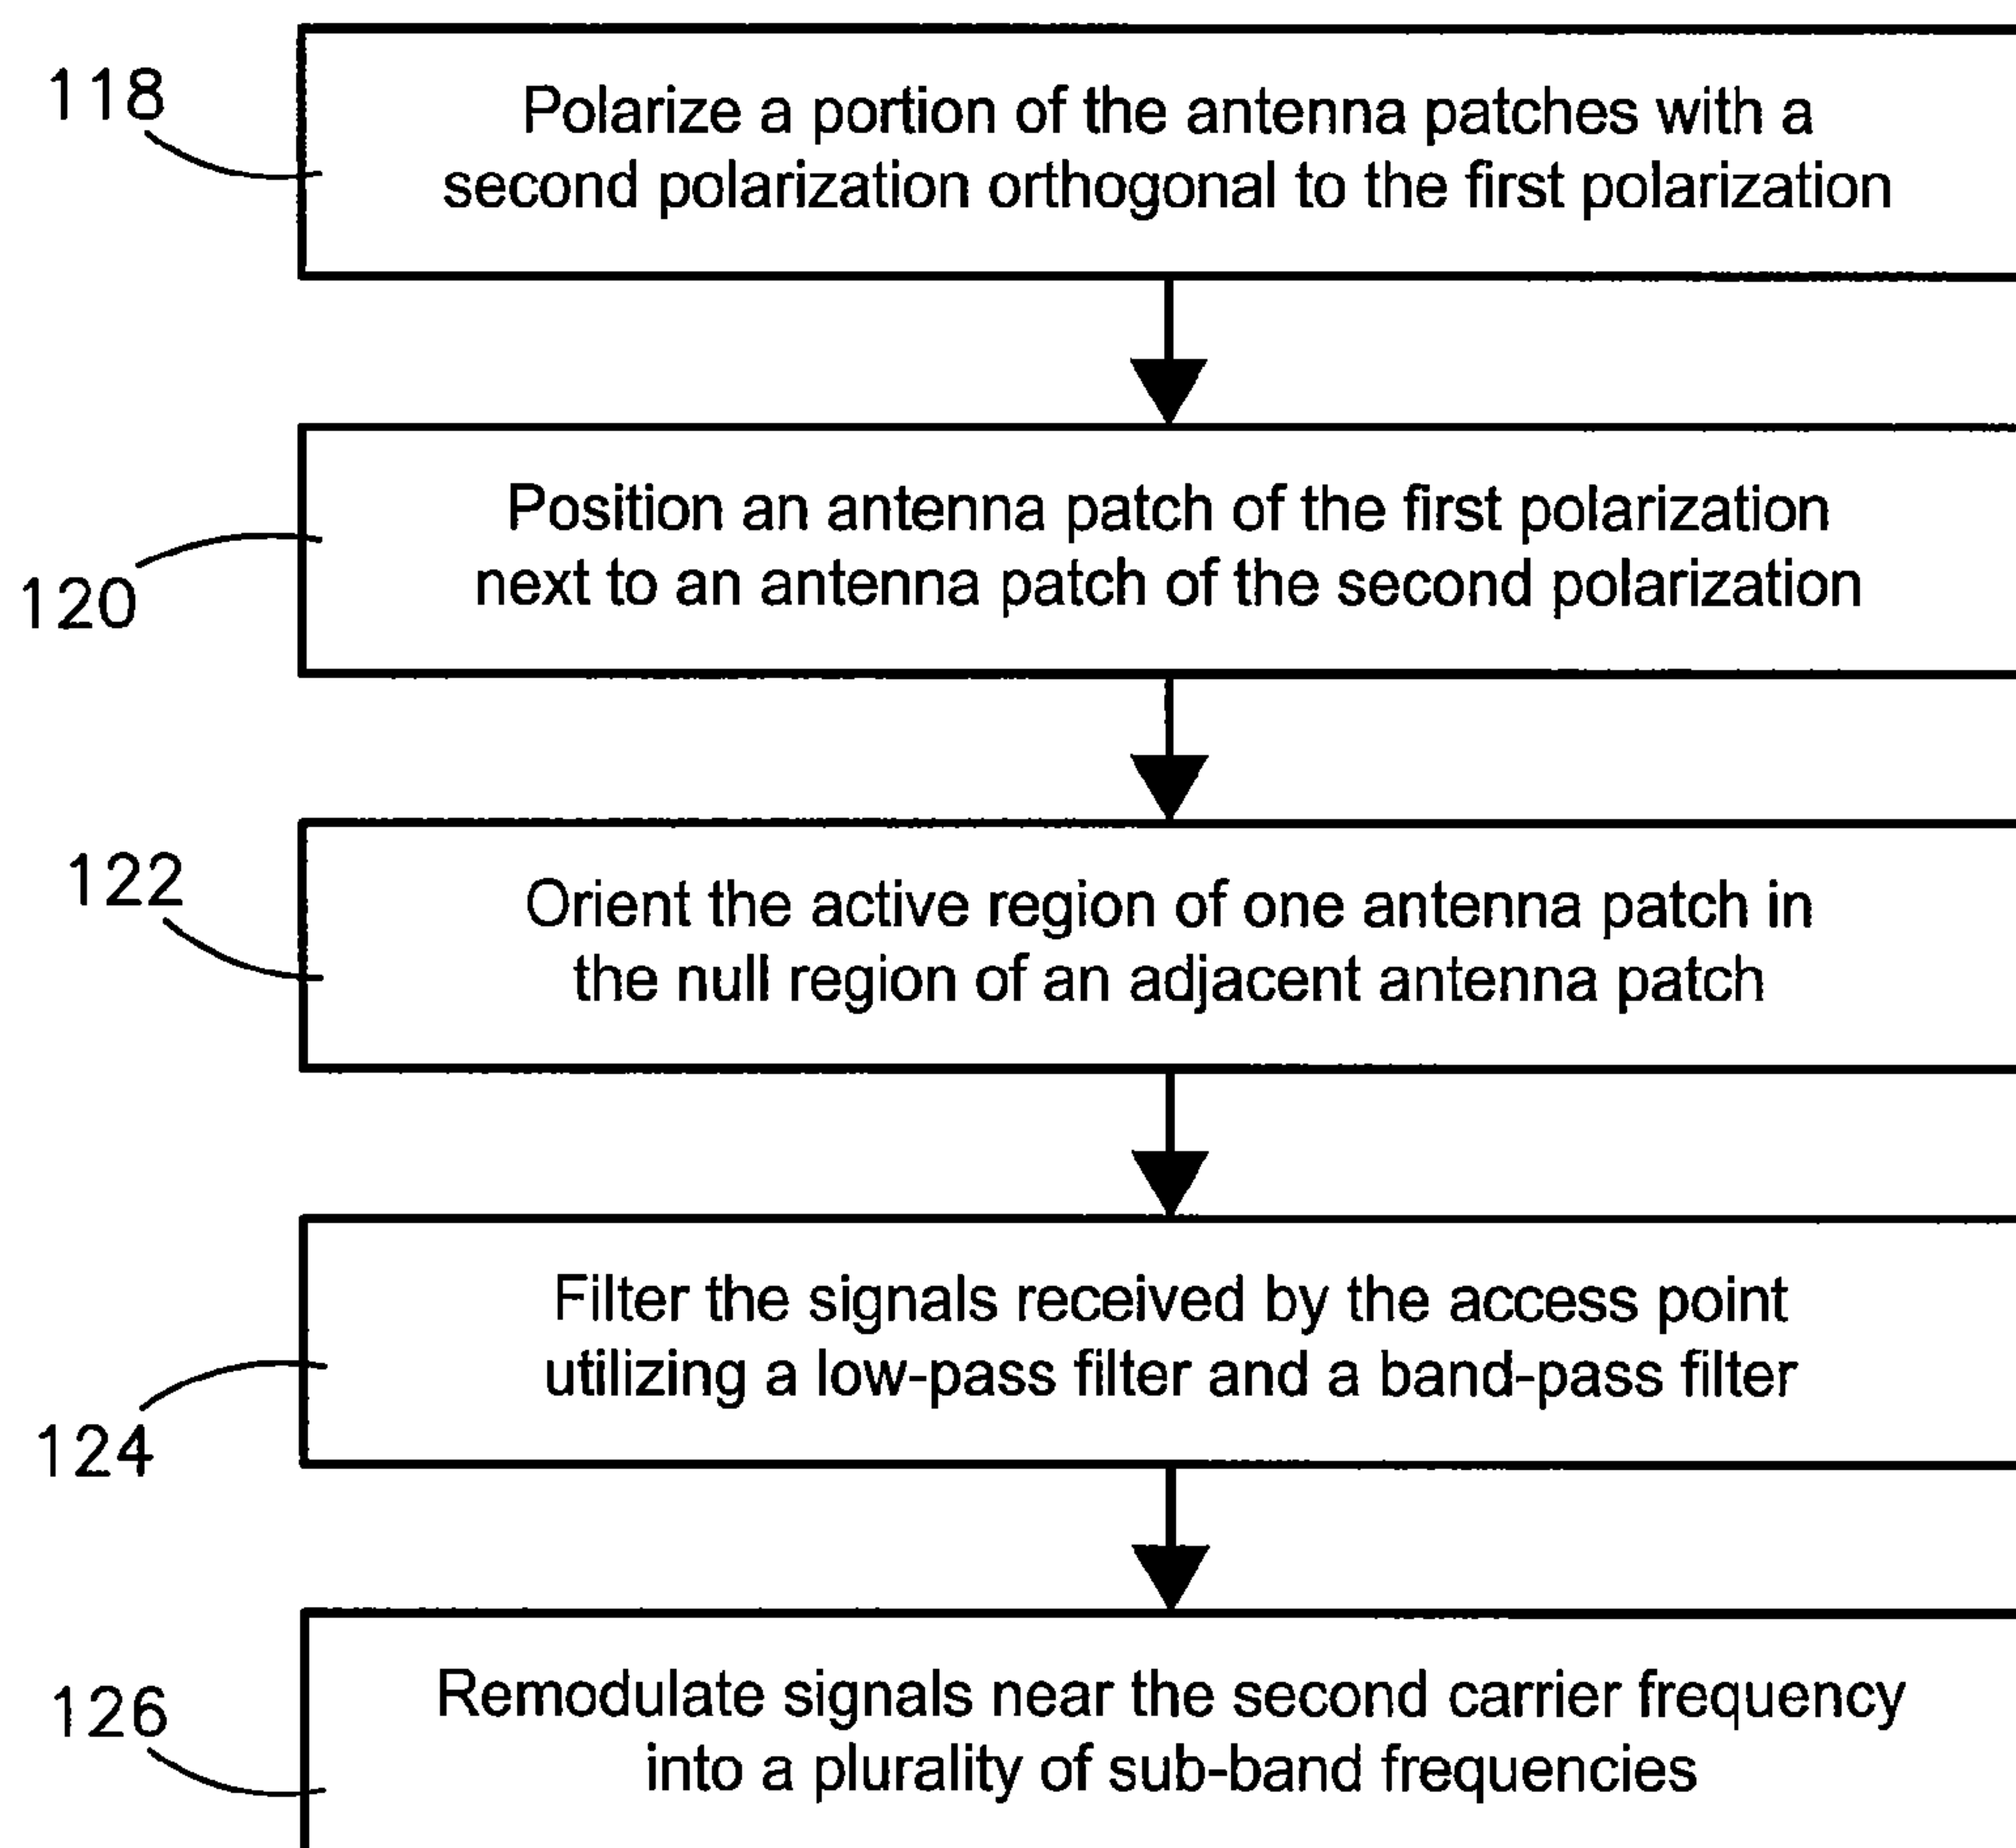 118
Polarize a portion of the antenna patches with a
second polarization orthogonal to the first polarization
120
Position an antenna patch of the first polarization
next to an antenna patch of the second polarization
122
Orient the active region of one antenna patch in
the null region of an adjacent antenna patch
124
Filter the signals received by the access point
utilizing a low-pass filter and a band-pass filter
126
Remodulate signals near the second carrier frequency
into a plurality of sub-band frequencies